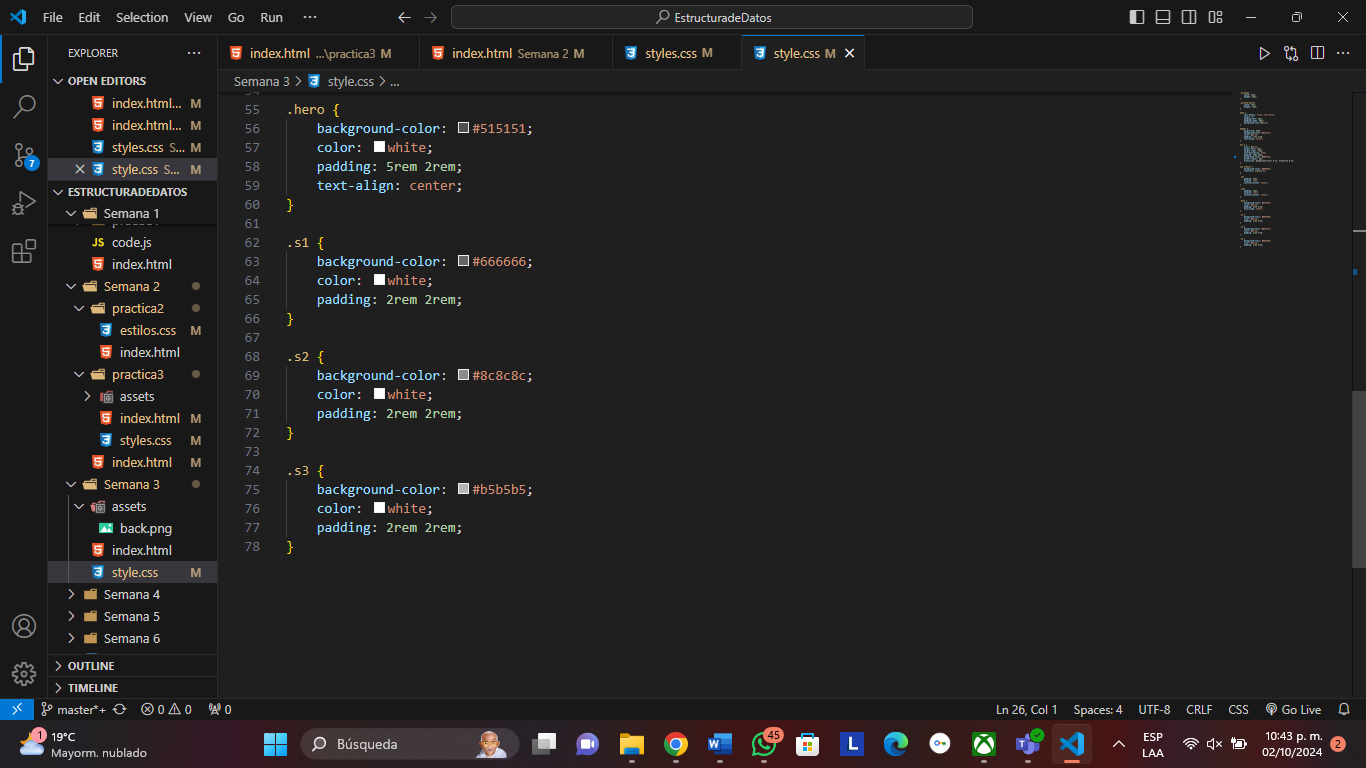 File Edit Selection View Go Run ··· EstructuradeDatos
EXPLORER ···
OPEN EDITORS
index.html... M
index.html... M
styles.css S... M
style.css S... M
ESTRUCTURADEDATOS
Semana 1
code.js
index.html
Semana 2
practica2
estilos.css M
index.html
practica3
assets
index.html M
styles.css M
index.html M
Semana 3
assets
back.png
index.html
style.css M
Semana 4
Semana 5
Semana 6
OUTLINE
TIMELINE
7
index.html ...\practica3 M
index.html Semana 2 M
styles.css M
style.css M
Semana 3 > style.css > ...
55 .hero {
56 background-color: #515151;
57 color: white;
58 padding: 5rem 2rem;
59 text-align: center;
60 }
61
62 .s1 {
63 background-color: #666666;
64 color: white;
65 padding: 2rem 2rem;
66 }
67
68 .s2 {
69 background-color: #8c8c8c;
70 color: white;
71 padding: 2rem 2rem;
72 }
73
74 .s3 {
75 background-color: #b5b5b5;
76 color: white;
77 padding: 2rem 2rem;
78 }
master*+ 0 0 0 Ln 26, Col 1 Spaces: 4 UTF-8 CRLF CSS Go Live
1 19°C
Mayorm. nublado
Búsqueda
45
ESP
LAA
10:43 p. m.
02/10/2024
2